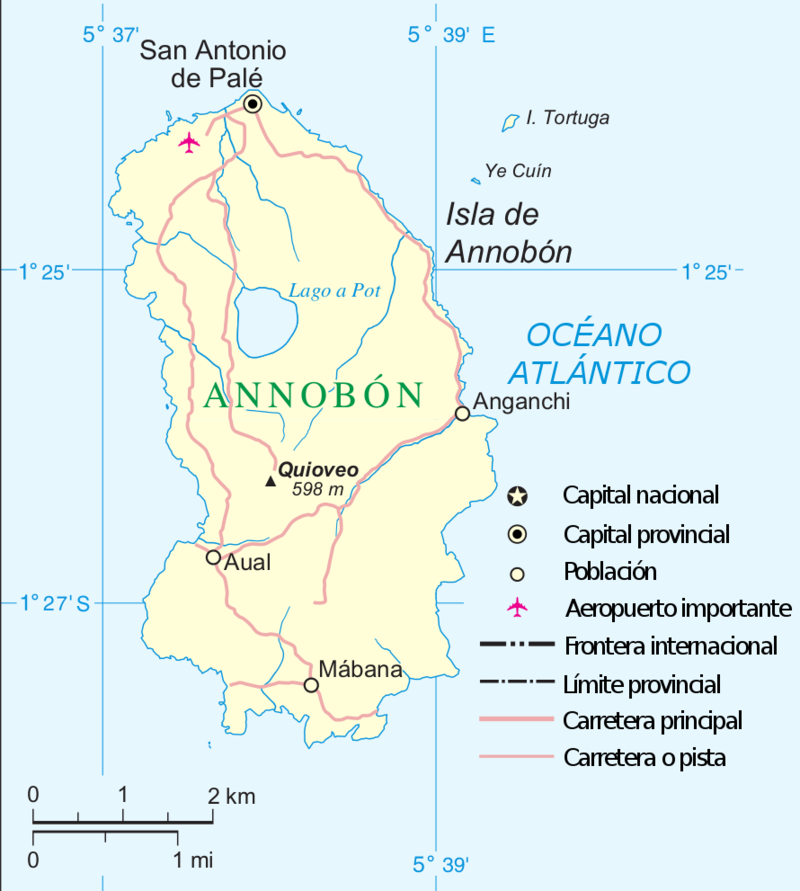 5° 37'
5° 39' E
San Antonio
de Palé
I. Tortuga
Ye Cuín
Isla de
Annobón
1° 25'
1° 25'
Lago a Pot
OCÉANO
ATLÁNTICO
ANNOBÓN
Anganchi
Quioveo
598 m
Capital nacional
Capital provincial
Aual
Población
1° 27' S
Aeropuerto importante
Frontera internacional
Mábana
Límite provincial
Carretera principal
Carretera o pista
0 1 2 km
0 1 mi
5° 39'